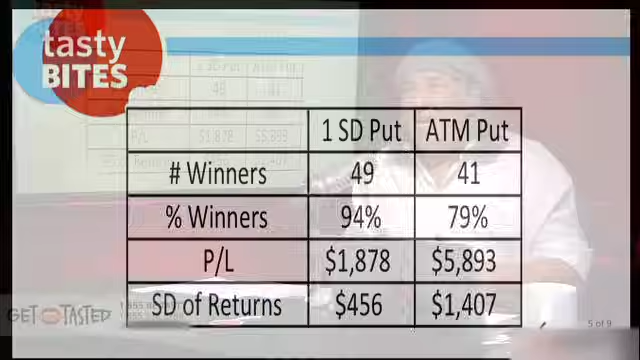 tasty
BITES
1 SD Put ATM Put
# Winners 49 41
% Winners 94% 79%
P/L $1,878 $5,893
SD of Returns $456 $1,407
GET TASTED
5 of 9